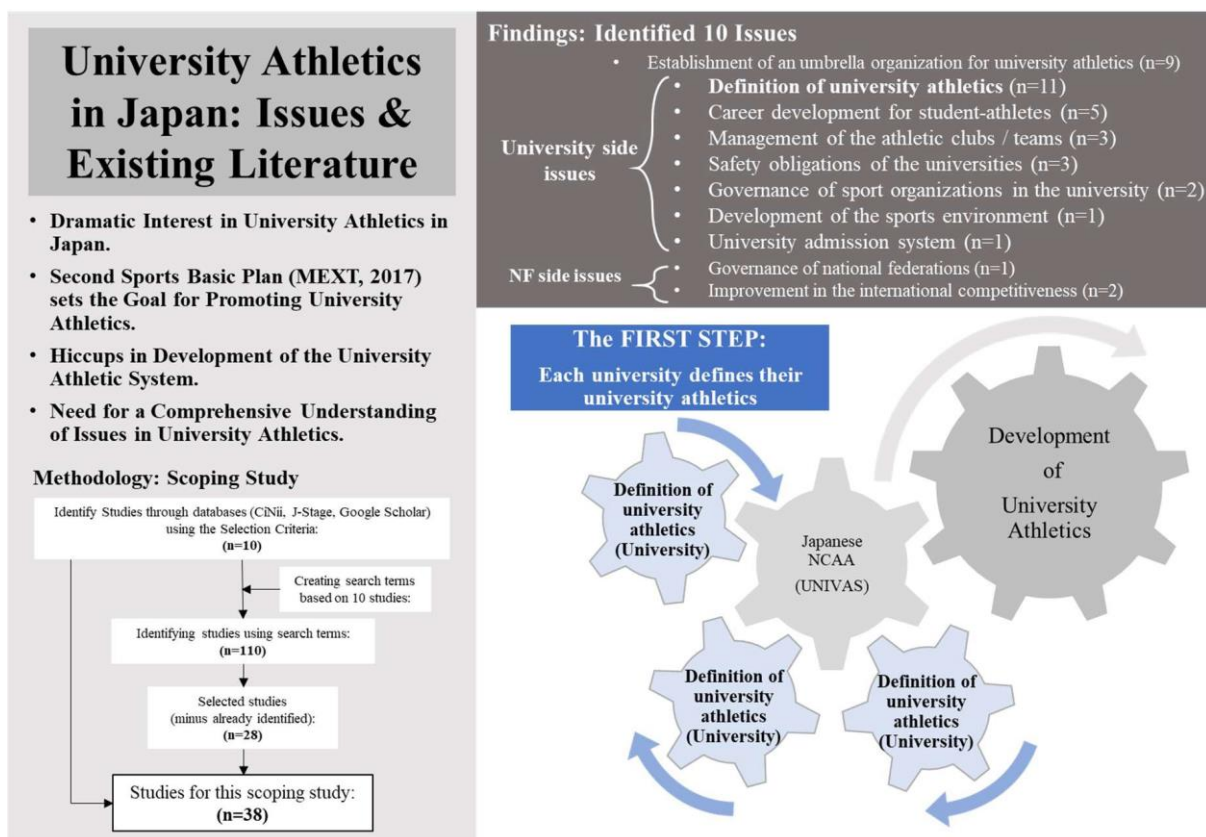 University Athletics
in Japan: Issues &
Existing Literature
• Dramatic Interest in University Athletics in
Japan.
• Second Sports Basic Plan (MEXT, 2017)
sets the Goal for Promoting University
Athletics.
• Hiccups in Development of the University
Athletic System.
• Need for a Comprehensive Understanding
of Issues in University Athletics.
Methodology: Scoping Study
Identify Studies through databases (CiNii, J-Stage, Google Scholar)
using the Selection Criteria:
(n=10)
Creating search terms
based on 10 studies:
Identifying studies using search terms:
(n=110)
Selected studies
(minus already identified):
(n=28)
Studies for this scoping study:
(n=38)
Findings: Identified 10 Issues
• Establishment of an umbrella organization for university athletics (n=9)
University side
issues
• Definition of university athletics (n=11)
• Career development for student-athletes (n=5)
• Management of the athletic clubs / teams (n=3)
• Safety obligations of the universities (n=3)
• Governance of sport organizations in the university (n=2)
• Development of the sports environment (n=1)
• University admission system (n=1)
NF side issues
• Governance of national federations (n=1)
• Improvement in the international competitiveness (n=2)
The FIRST STEP:
Each university defines their
university athletics
Definition of
university
athletics
(University)
Japanese
NCAA
(UNIVAS)
Development
of
University
Athletics
Definition of
university
athletics
(University)
Definition of
university
athletics
(University)